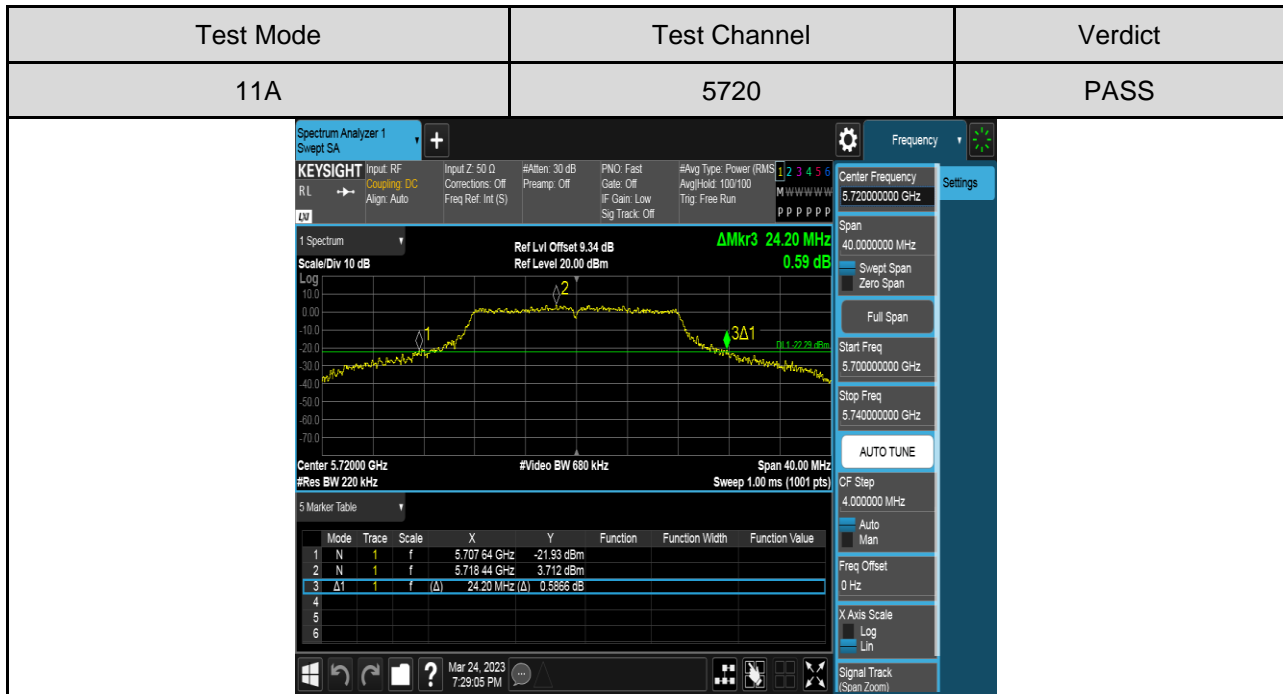 Test Mode Test Channel Verdict
11A 5720 PASS
Spectrum Analyzer 1
Swept SA
Frequency
KEYSIGHT Input: RF Input Z: 50 Ω #Atten: 30 dB PNO: Fast #Avg Type: Power (RMS 1 2 3 4 5 6
RL Coupling: DC Corrections: Off Preamp: Off Gate: Off Avg|Hold: 100/100 M W W W W W
Align: Auto Freq Ref: Int (S) IF Gain: Low Trig: Free Run
LXI Sig Track: Off P P P P P P
Center Frequency
5.720000000 GHz
Settings
1 Spectrum
Ref Lvl Offset 9.34 dB ΔMkr3 24.20 MHz
Scale/Div 10 dB Ref Level 20.00 dBm 0.59 dB
Log
10.0
0.00
-10.0
-20.0
-30.0
-40.0
-50.0
-60.0
-70.0
1
2
3Δ1
DL1 -22.29 dBm
Center 5.72000 GHz #Video BW 680 kHz Span 40.00 MHz
#Res BW 220 kHz Sweep 1.00 ms (1001 pts)
Span
40.0000000 MHz
Swept Span
Zero Span
Full Span
Start Freq
5.700000000 GHz
Stop Freq
5.740000000 GHz
AUTO TUNE
CF Step
4.000000 MHz
Auto
Man
Freq Offset
0 Hz
X Axis Scale
Log
Lin
Signal Track
(Span Zoom)
5 Marker Table
Mode Trace Scale X Y Function Function Width Function Value
1 N 1 f 5.707 64 GHz -21.93 dBm
2 N 1 f 5.718 44 GHz 3.712 dBm
3 Δ1 1 f (Δ) 24.20 MHz (Δ) 0.5866 dB
4
5
6
? Mar 24, 2023
7:29:05 PM